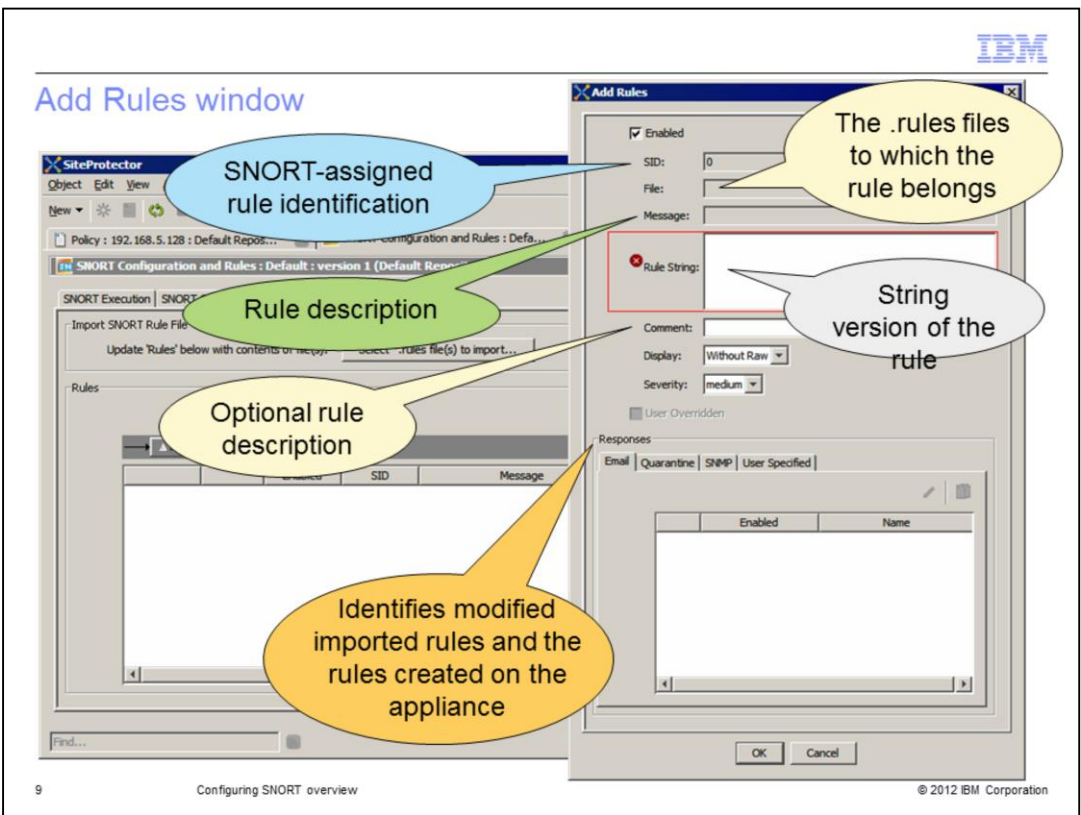 IBM
Add Rules window
SiteProtector
Object Edit View
New
Policy : 192.168.5.128 : Default Repos...
Configuration and Rules : Defa...
SNORT Configuration and Rules : Default : version 1 (Default
SNORT Execution
Import SNORT Rule File
Update 'Rules' below with contents of
file(s) to import...
Rules
Enabled
SID
Message
Find...
SNORT-assigned
rule identification
Rule description
Optional rule
description
Identifies modified
imported rules and the
rules created on the
appliance
Add Rules
Enabled
SID:
0
File:
Message:
Rule String:
Comment:
Display:
Without Raw
Severity:
medium
User Overridden
Responses
Email
Quarantine
SNMP
User Specified
Enabled
Name
OK
Cancel
The .rules files
to which the
rule belongs
String
version of the
rule
9
Configuring SNORT overview
© 2012 IBM Corporation